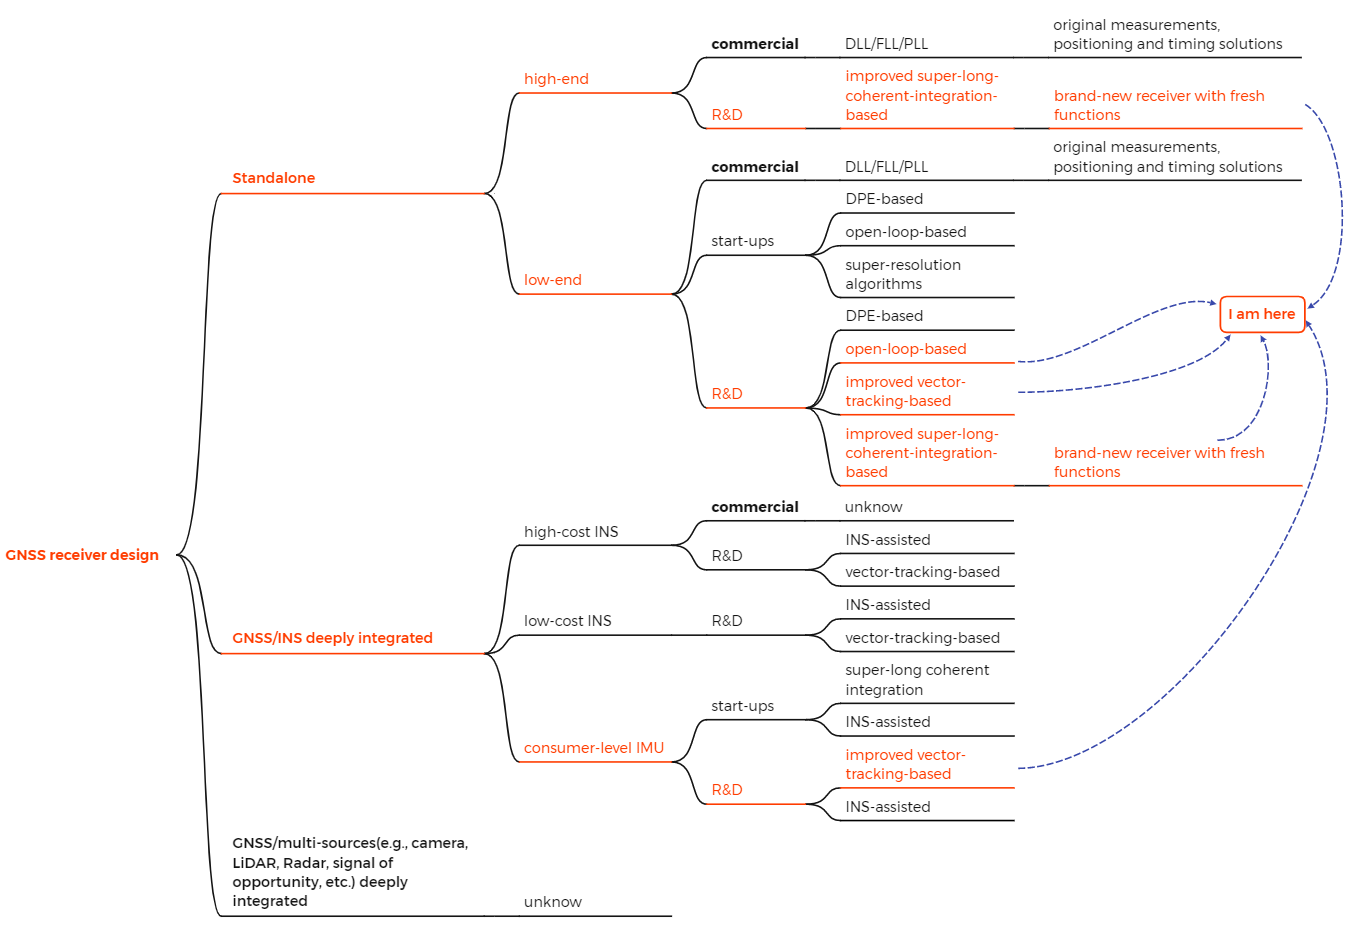 GNSS receiver design
Standalone
high-end
commercial
DLL/FLL/PLL
original measurements,
positioning and timing solutions
R&D
improved super-long-
coherent-integration-
based
brand-new receiver with fresh
functions
low-end
commercial
DLL/FLL/PLL
original measurements,
positioning and timing solutions
start-ups
DPE-based
open-loop-based
super-resolution
algorithms
R&D
DPE-based
open-loop-based
improved vector-
tracking-based
improved super-long-
coherent-integration-
based
brand-new receiver with fresh
functions
I am here
GNSS/INS deeply integrated
high-cost INS
commercial
unknow
R&D
INS-assisted
vector-tracking-based
low-cost INS
R&D
INS-assisted
vector-tracking-based
consumer-level IMU
start-ups
super-long coherent
integration
INS-assisted
R&D
improved vector-
tracking-based
INS-assisted
GNSS/multi-sources(e.g., camera,
LiDAR, Radar, signal of
opportunity, etc.) deeply
integrated
unknow